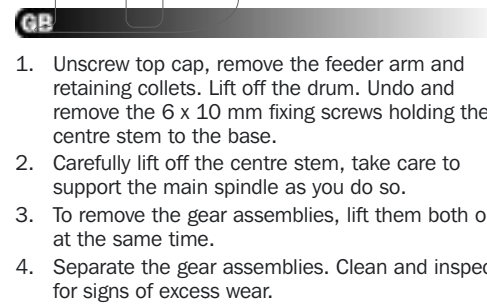 GB
1. Unscrew top cap, remove the feeder arm and
retaining collets. Lift off the drum. Undo and
remove the 6 x 10 mm fixing screws holding the
centre stem to the base.
2. Carefully lift off the centre stem, take care to
support the main spindle as you do so.
3. To remove the gear assemblies, lift them both o
at the same time.
4. Separate the gear assemblies. Clean and inspec
for signs of excess wear.